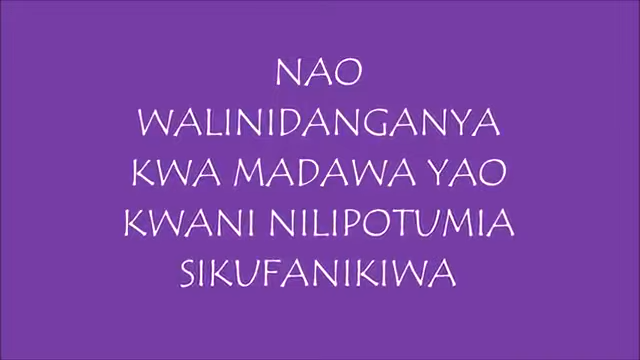 NAO
WALINIDANGANYA
KWA MADAWA YAO
KWANI NILIPOTUMIA
SIKUFANIKIWA